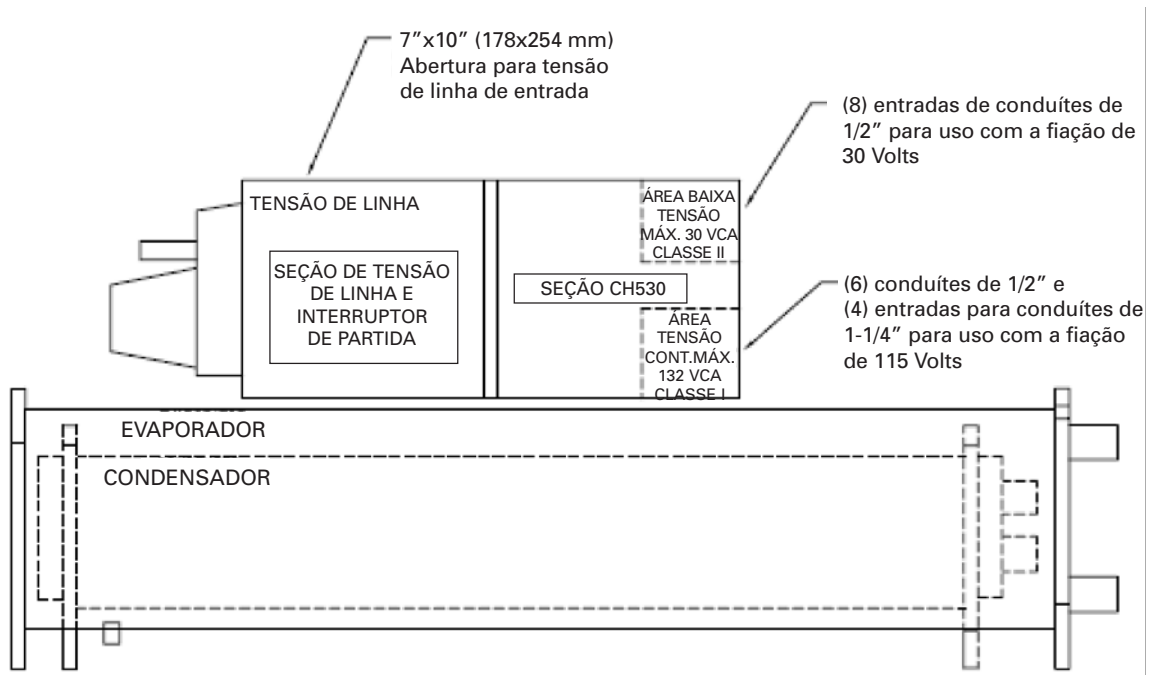 7”x10” (178x254 mm)
Abertura para tensão
de linha de entrada
(8) entradas de conduítes de
1/2” para uso com a fiação de
30 Volts
TENSÃO DE LINHA
ÁREA BAIXA
TENSÃO
MÁX. 30 VCA
CLASSE II
SEÇÃO DE TENSÃO
DE LINHA E
INTERRUPTOR
DE PARTIDA
SEÇÃO CH530
(6) conduítes de 1/2” e
(4) entradas para conduítes de
1-1/4” para uso com a fiação
de 115 Volts
ÁREA
TENSÃO
CONT.MÁX.
132 VCA
CLASSE I
EVAPORADOR
CONDENSADOR